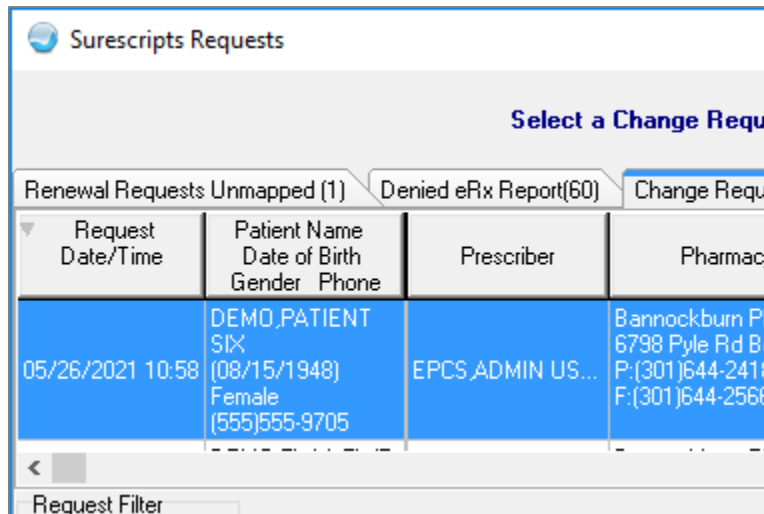 Surescripts Requests
Select a Change Requ
Renewal Requests Unmapped (1) Denied eRx Report(60) Change Requ
Request
Date/Time
Patient Name
Date of Birth
Gender Phone
Prescriber
Pharmac
05/26/2021 10:58
DEMO,PATIENT
SIX
(08/15/1948)
Female
(555)555-9705
EPCS,ADMIN US...
Bannockburn P
6798 Pyle Rd B
P:(301)644-2418
F:(301)644-2566
Request Filter